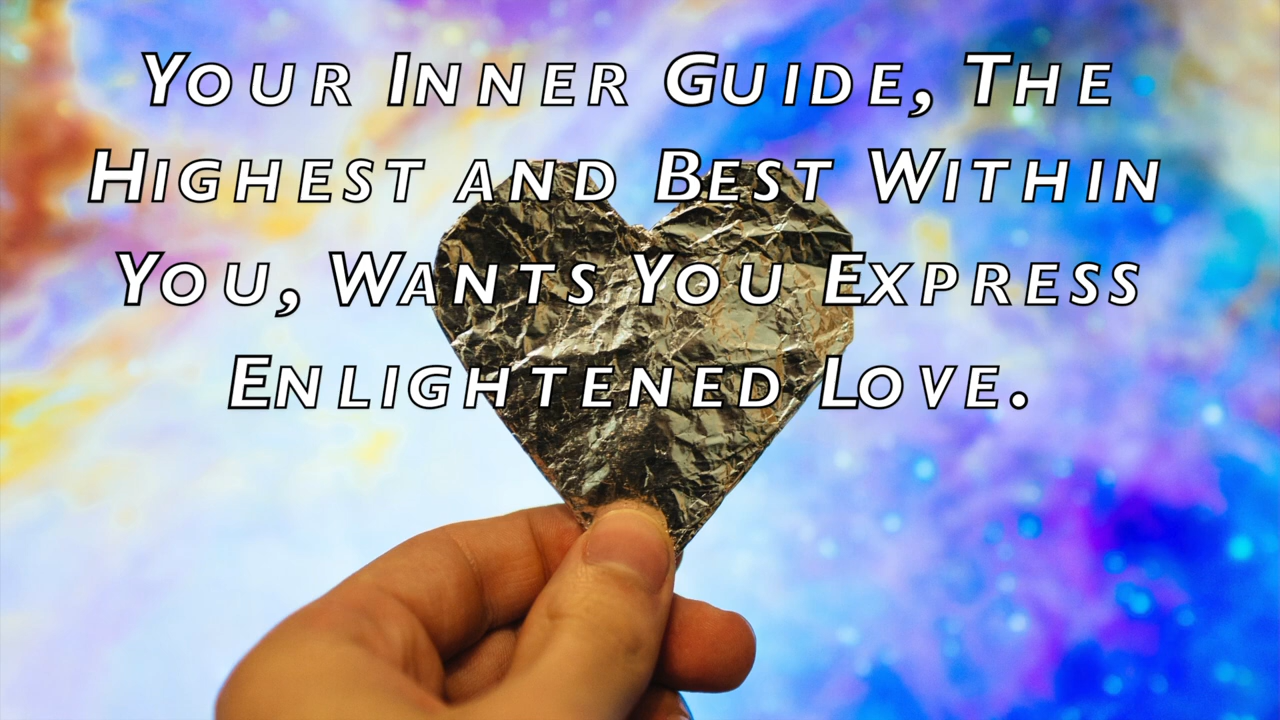 Your Inner Guide, The
Highest and Best Within
You, Wants You Express
Enlightened Love.